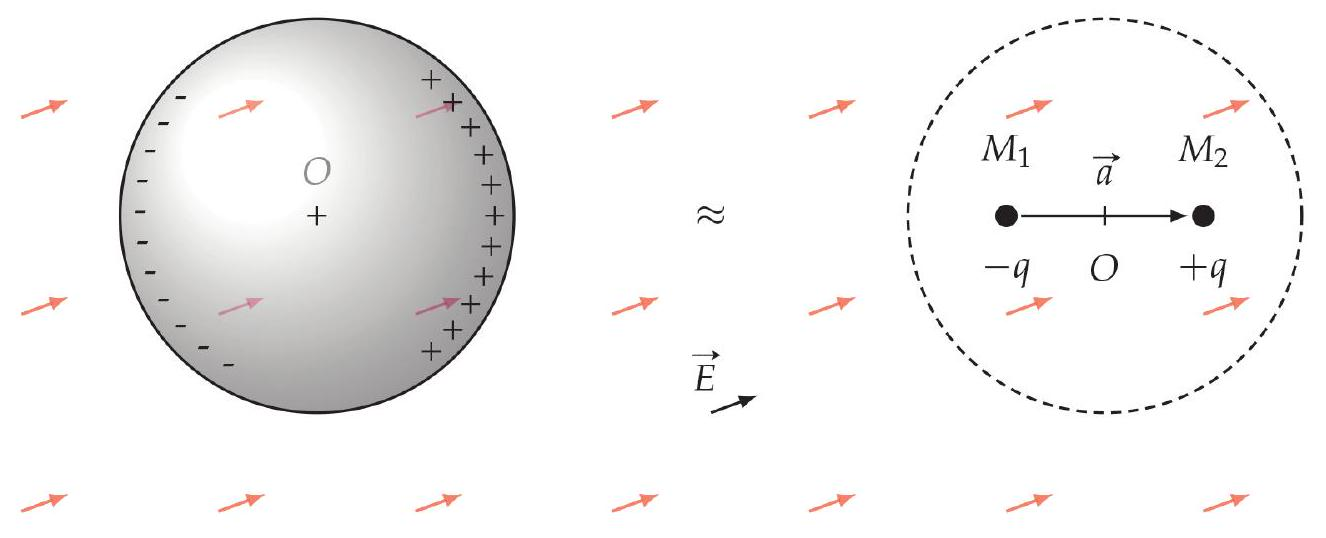 O
≈
M₁ a⃗ M₂
−q O +q
E⃗